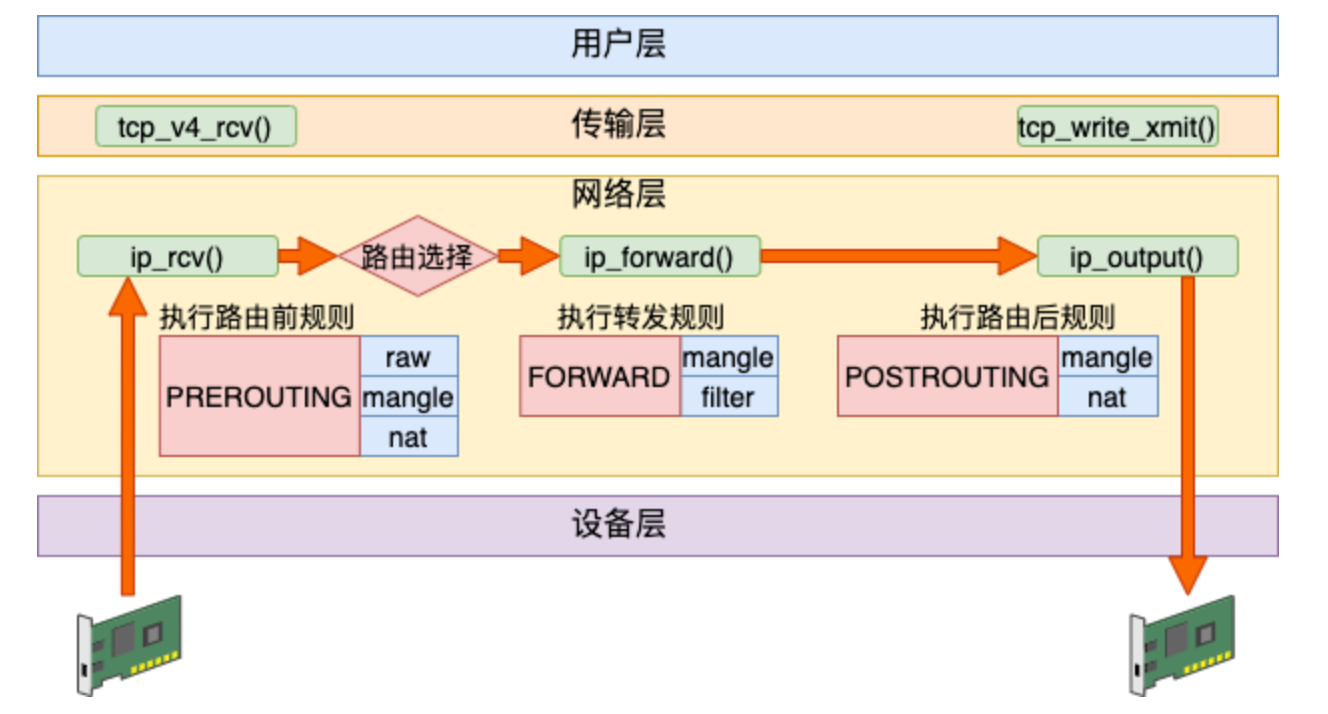 用户层
tcp_v4_rcv()
传输层
tcp_write_xmit()
网络层
ip_rcv()
路由选择
ip_forward()
ip_output()
执行路由前规则
执行转发规则
执行路由后规则
PREROUTING
raw
mangle
nat
FORWARD
mangle
filter
POSTROUTING
mangle
nat
设备层